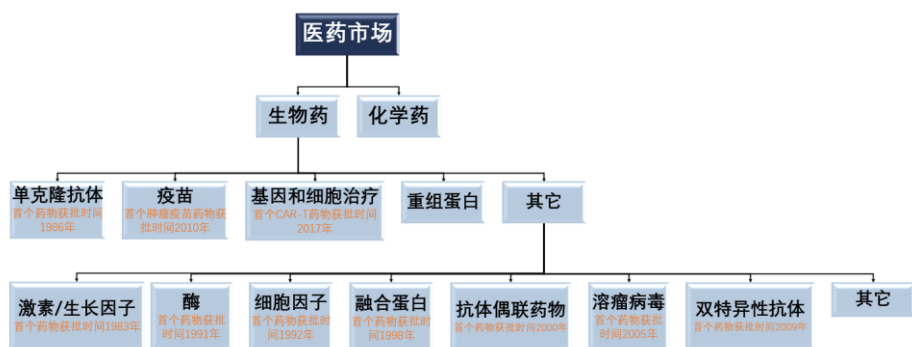 医药市场
生物药
化学药
单克隆抗体
首个药物获批时间
1986年
疫苗
首个肿瘤疫苗药物获
批时间2010年
基因和细胞治疗
首个CAR-T药物获批时间
2017年
重组蛋白
其它
激素/生长因子
首个药物获批时间1983年
酶
首个药物获批时
间1991年
细胞因子
首个药物获批时
间1992年
融合蛋白
首个药物获批时
间1998年
抗体偶联药物
首个药物获批时间2000年
溶瘤病毒
首个药物获批时
间2005年
双特异性抗体
首个药物获批时间2009年
其它